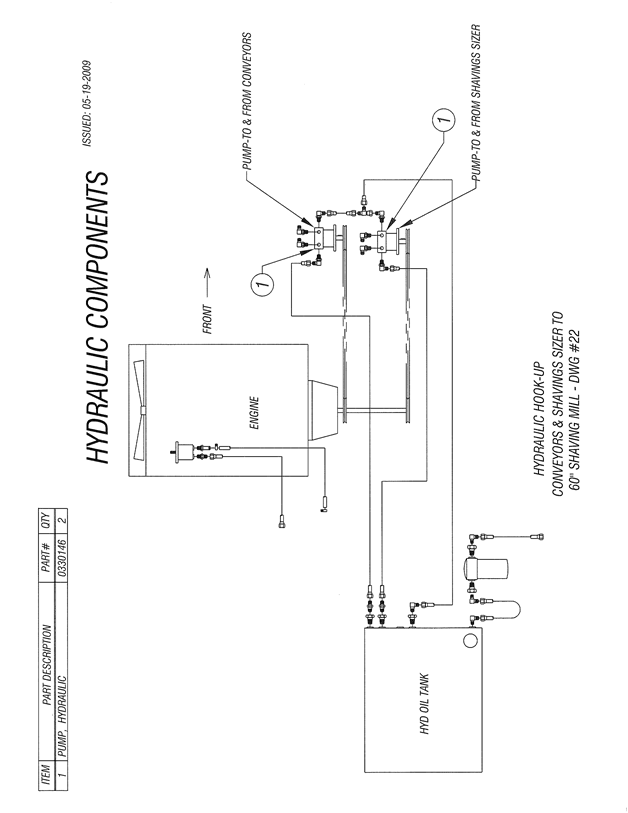 HYDRAULIC COMPONENTS
ISSUED: 05-19-2009
ITEM PART DESCRIPTION PART# QTY
1 PUMP, HYDRAULIC 0330146 2
FRONT
ENGINE
PUMP-TO & FROM CONVEYORS
1
1
PUMP-TO & FROM SHAVINGS SIZER
HYD OIL TANK
HYDRAULIC HOOK-UP
CONVEYORS & SHAVINGS SIZER TO
60" SHAVING MILL - DWG #22